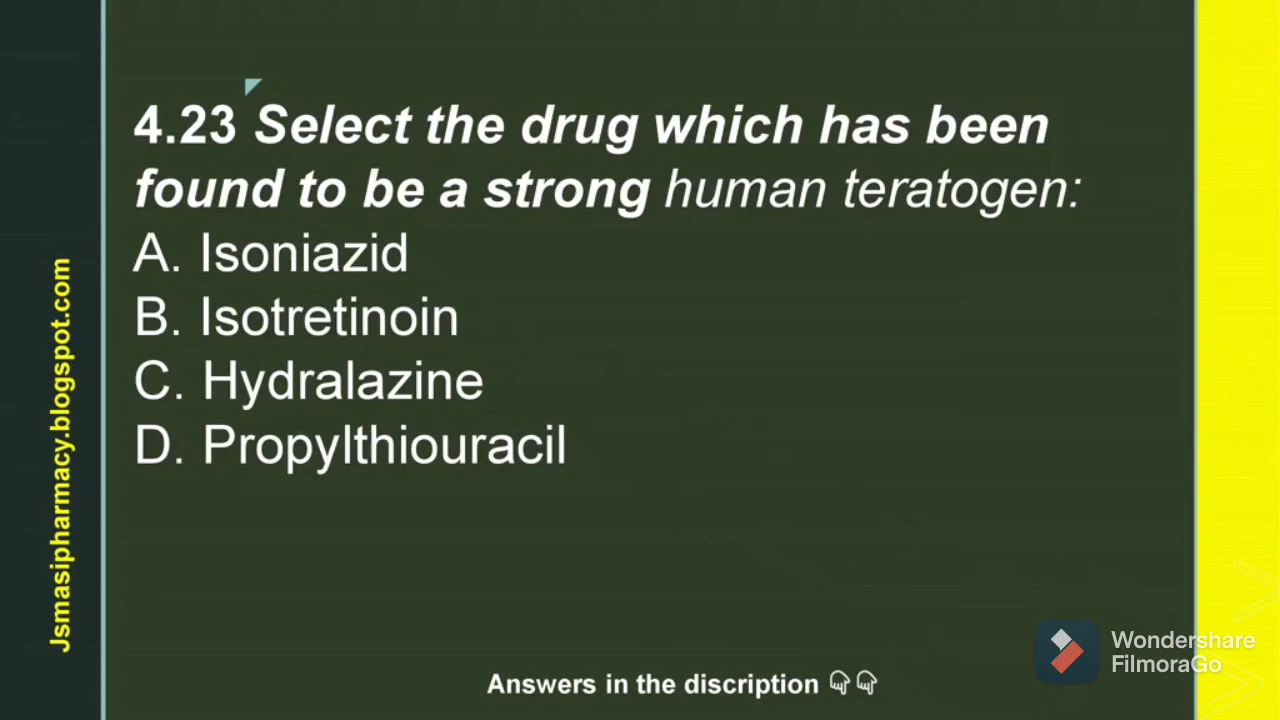 4.23 Select the drug which has been
found to be a strong human teratogen:
A. Isoniazid
B. Isotretinoin
C. Hydralazine
D. Propylthiouracil
Jsmasipharmacy.blogspot.com
Answers in the discription 👇👇
Wondershare
FilmoraGo